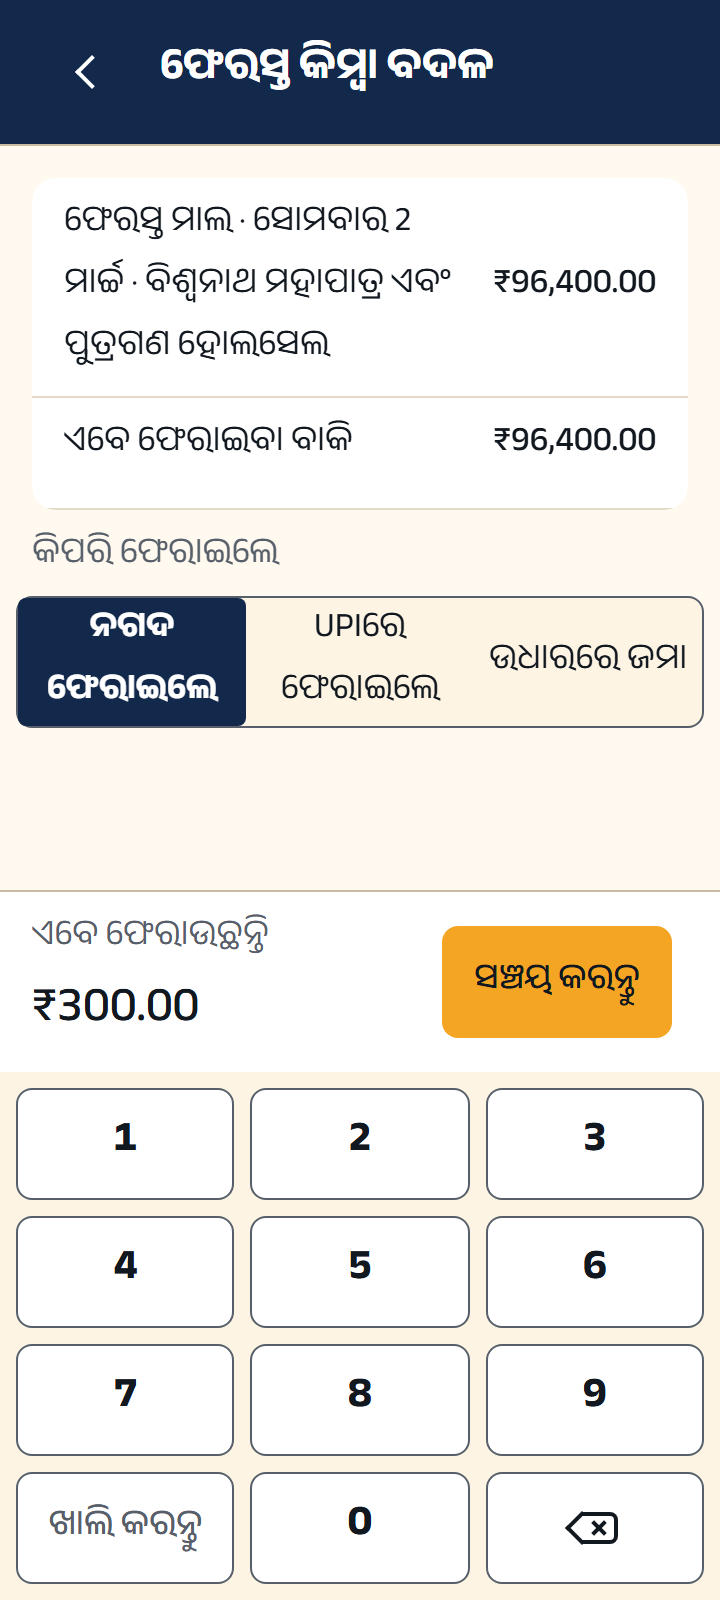 ଫେରସ୍ତ କିମ୍ବା ବଦଳ
ଫେରସ୍ତ ମାଲ · ସୋମବାର 2
ମାର୍ଚ୍ଚ · ବିଶ୍ୱନାଥ ମହାପାତ୍ର ଏବଂ
ପୁତ୍ରଗଣ ହୋଲସେଲ
₹96,400.00
ଏବେ ଫେରାଇବା ବାକି
₹96,400.00
କିପରି ଫେରାଇଲେ
ନଗଦ
ଫେରାଇଲେ
UPIରେ
ଫେରାଇଲେ
ଉଧାରରେ ଜମା
ଏବେ ଫେରାଉଛନ୍ତି
₹300.00
ସଞ୍ଚୟ କରନ୍ତୁ
1
2
3
4
5
6
7
8
9
ଖାଲି କରନ୍ତୁ
0